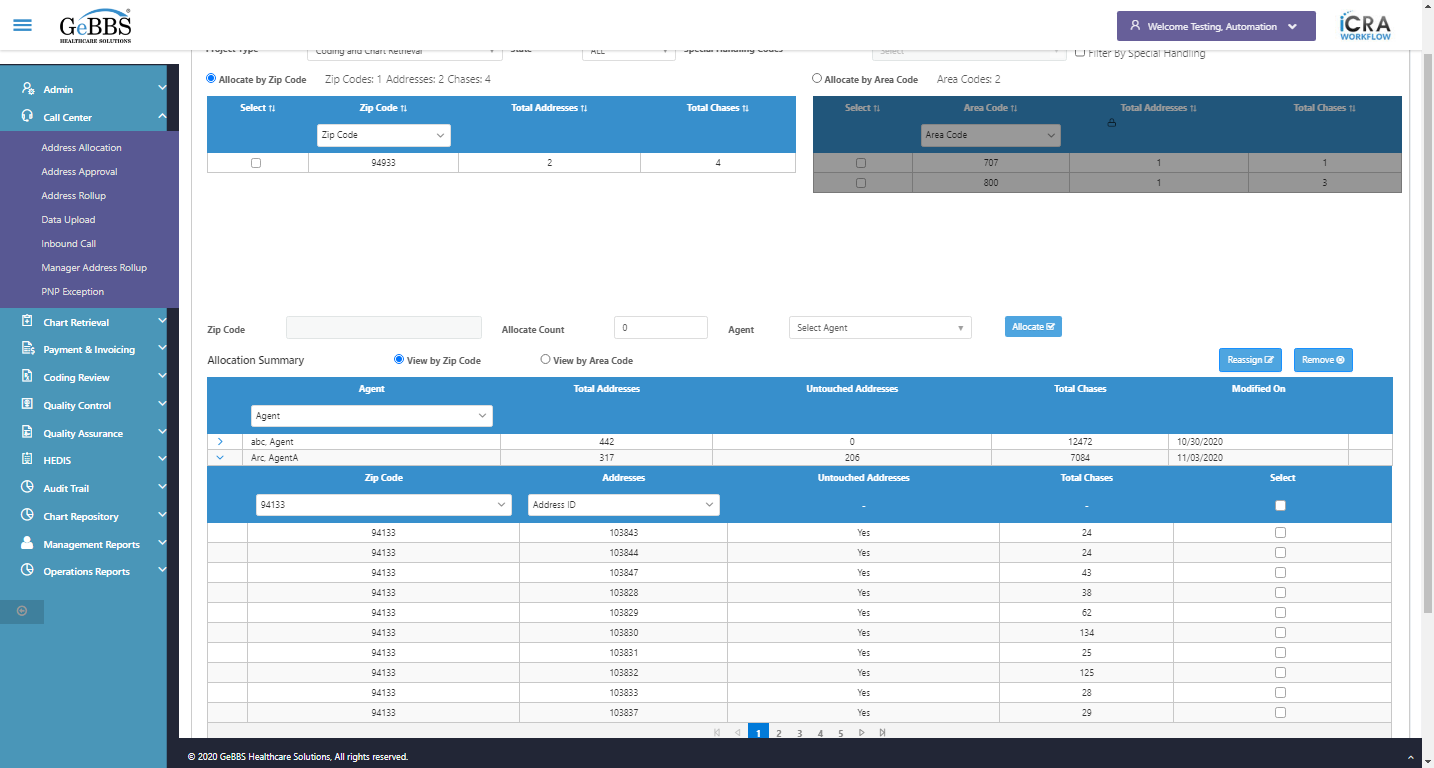 GeBBS
HEALTHCARE SOLUTIONS
Welcome Testing, Automation
iCRA
WORKFLOW
Project Type
Coding and Chart Retrieval
State
ALL
Special Handling Codes
Select
Filter By Special Handling
Admin
Call Center
Address Allocation
Address Approval
Address Rollup
Data Upload
Inbound Call
Manager Address Rollup
PNP Exception
Chart Retrieval
Payment & Invoicing
Coding Review
Quality Control
Quality Assurance
HEDIS
Audit Trail
Chart Repository
Management Reports
Operations Reports
Allocate by Zip Code Zip Codes: 1 Addresses: 2 Chases: 4
Select Zip Code Total Addresses Total Chases
Zip Code
94933 2 4
Allocate by Area Code Area Codes: 2
Select Area Code Total Addresses Total Chases
Area Code
707 1 1
800 1 3
Zip Code Allocate Count 0 Agent Select Agent Allocate
Allocation Summary View by Zip Code View by Area Code Reassign Remove
Agent Total Addresses Untouched Addresses Total Chases Modified On
Agent
abc, Agent 442 0 12472 10/30/2020
Arc, AgentA 317 206 7084 11/03/2020
Zip Code Addresses Untouched Addresses Total Chases Select
94133 Address ID - -
94133 103843 Yes 24
94133 103844 Yes 24
94133 103847 Yes 43
94133 103828 Yes 38
94133 103829 Yes 62
94133 103830 Yes 134
94133 103831 Yes 25
94133 103832 Yes 125
94133 103833 Yes 28
94133 103837 Yes 29
1 2 3 4 5
© 2020 GeBBS Healthcare Solutions, All rights reserved.